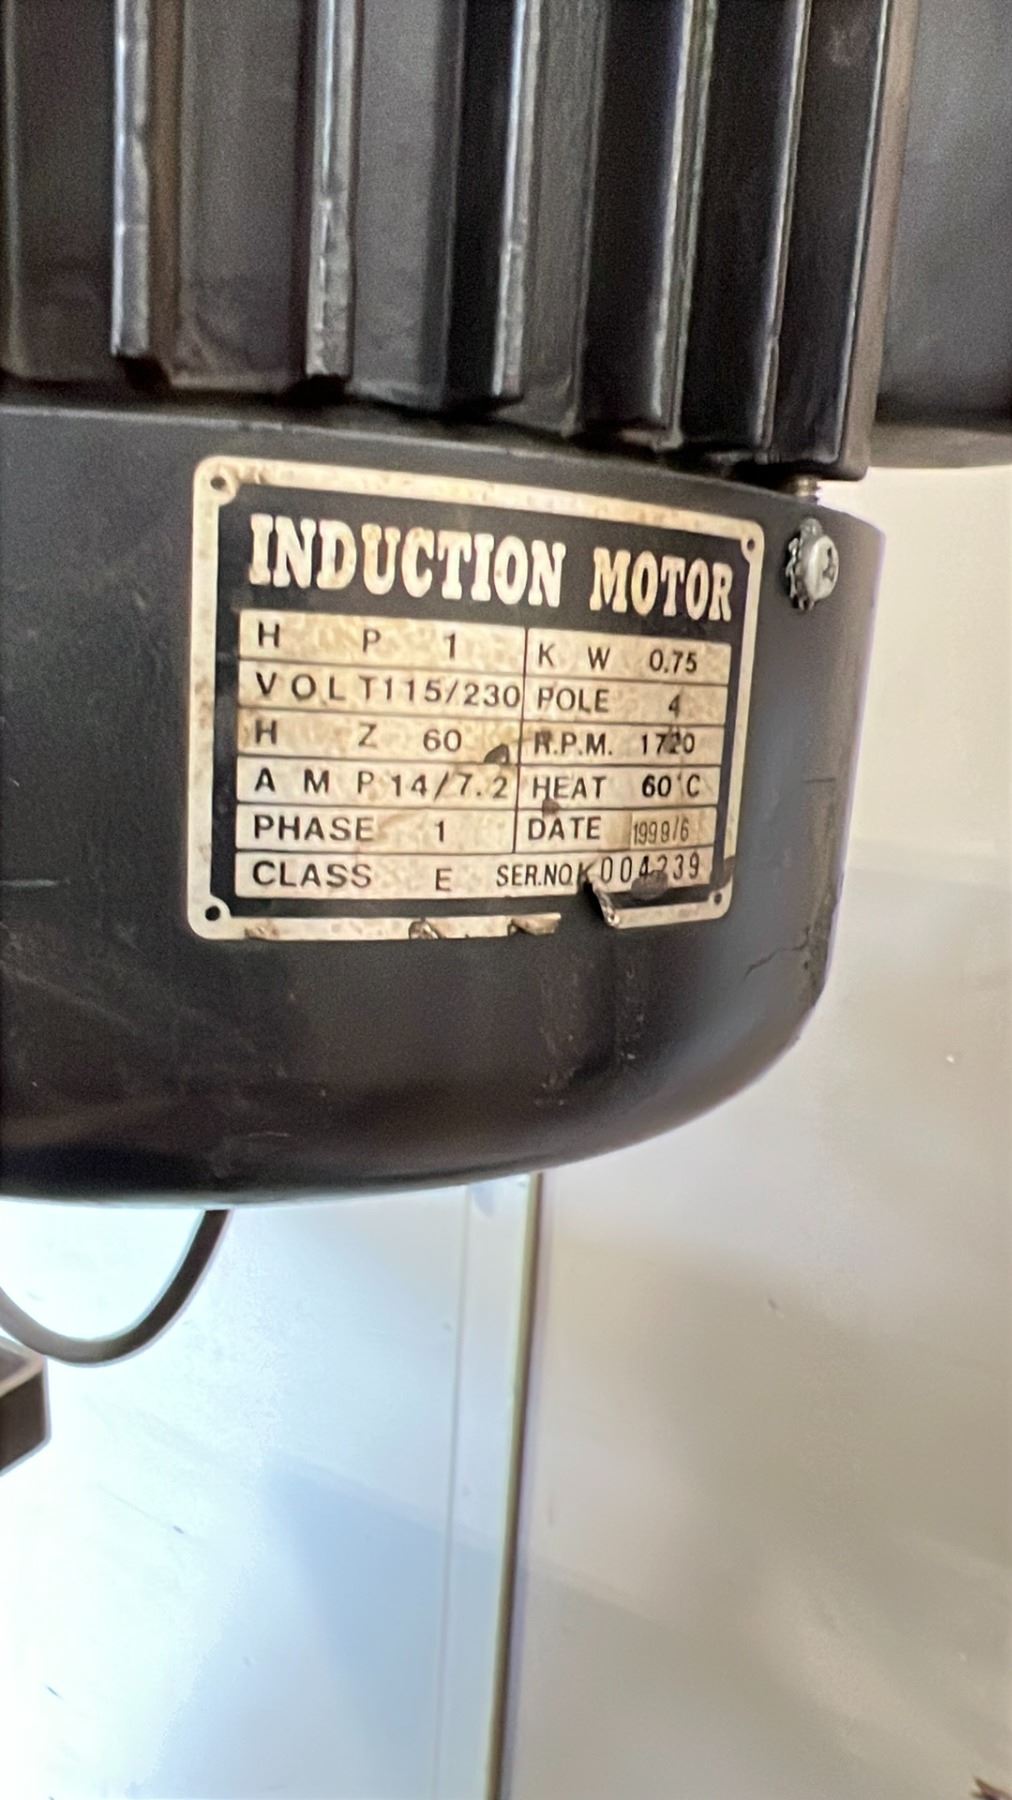 INDUCTION MOTOR
H P 1 K W 0.75
VOLT 115/230 POLE 4
H Z 60 R.P.M. 1720
A M P 14/7.2 HEAT 60°C
PHASE 1 DATE 1999/6
CLASS E SER.NO K004239